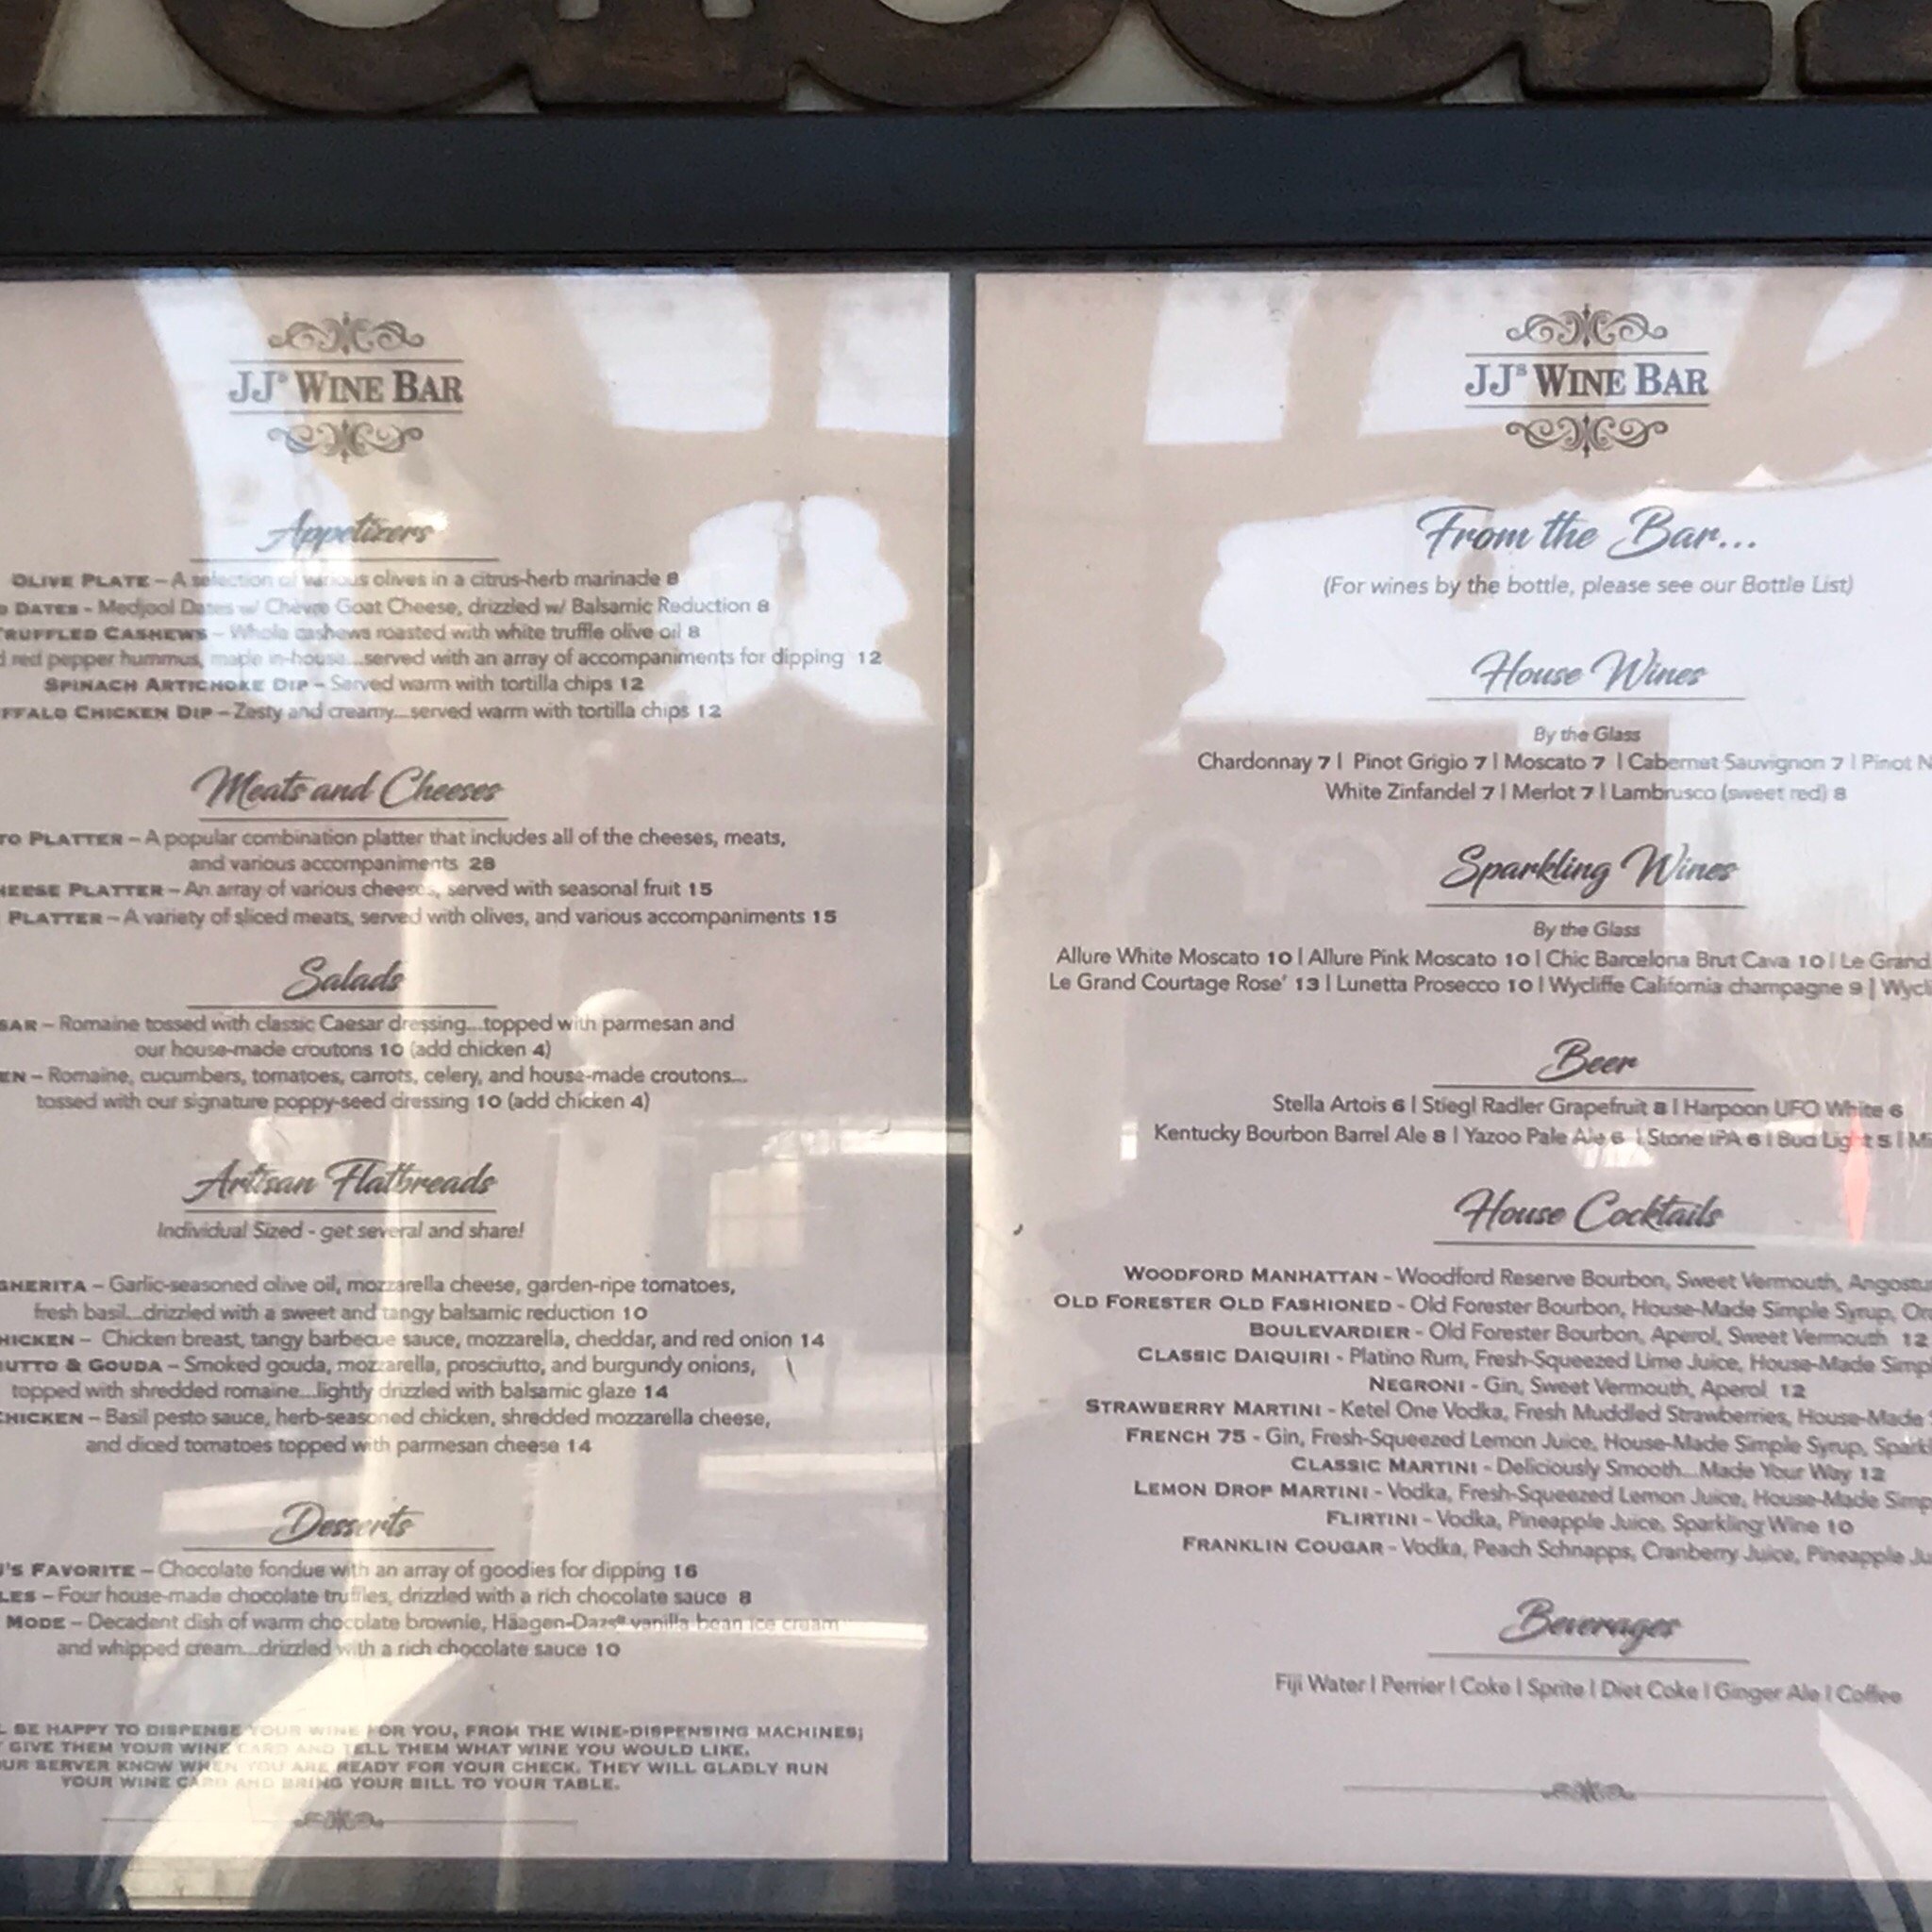 JJ's WINE BAR
Appetizers
OLIVE PLATE – A selection of various olives in a citrus-herb marinade 8
DATES - Medjool Dates w/ Chèvre Goat Cheese, drizzled w/ Balsamic Reduction 8
TRUFFLED CASHEWS – Whole cashews roasted with white truffle olive oil 8
red pepper hummus, made in-house...served with an array of accompaniments for dipping 12
SPINACH ARTICHOKE DIP – Served warm with tortilla chips 12
FFALO CHICKEN DIP – Zesty and creamy...served warm with tortilla chips 12
Meats and Cheeses
TO PLATTER – A popular combination platter that includes all of the cheeses, meats,
and various accompaniments 28
HEESE PLATTER – An array of various cheeses, served with seasonal fruit 15
PLATTER – A variety of sliced meats, served with olives, and various accompaniments 15
Salads
SAR – Romaine tossed with classic Caesar dressing...topped with parmesan and
our house-made croutons 10 (add chicken 4)
EN – Romaine, cucumbers, tomatoes, carrots, celery, and house-made croutons...
tossed with our signature poppy-seed dressing 10 (add chicken 4)
Artisan Flatbreads
Individual Sized - get several and share!
GHERITA – Garlic-seasoned olive oil, mozzarella cheese, garden-ripe tomatoes,
fresh basil...drizzled with a sweet and tangy balsamic reduction 10
HICKEN – Chicken breast, tangy barbecue sauce, mozzarella, cheddar, and red onion 14
UTTO & GOUDA – Smoked gouda, mozzarella, prosciutto, and burgundy onions,
topped with shredded romaine...lightly drizzled with balsamic glaze 14
CHICKEN – Basil pesto sauce, herb-seasoned chicken, shredded mozzarella cheese,
and diced tomatoes topped with parmesan cheese 14
Desserts
'S FAVORITE – Chocolate fondue with an array of goodies for dipping 16
LES – Four house-made chocolate truffles, drizzled with a rich chocolate sauce 8
MODE – Decadent dish of warm chocolate brownie, Häagen-Dazs® vanilla bean ice cream
and whipped cream...drizzled with a rich chocolate sauce 10
L BE HAPPY TO DISPENSE YOUR WINE FOR YOU, FROM THE WINE-DISPENSING MACHINES;
GIVE THEM YOUR WINE CARD AND TELL THEM WHAT WINE YOU WOULD LIKE.
UR SERVER KNOW WHEN YOU ARE READY FOR YOUR CHECK. THEY WILL GLADLY RUN
YOUR WINE CARD AND BRING YOUR BILL TO YOUR TABLE.
JJ's WINE BAR
From the Bar...
(For wines by the bottle, please see our Bottle List)
House Wines
By the Glass
Chardonnay 7 | Pinot Grigio 7 | Moscato 7 | Cabernet Sauvignon 7 | Pinot N
White Zinfandel 7 | Merlot 7 | Lambrusco (sweet red) 8
Sparkling Wines
By the Glass
Allure White Moscato 10 | Allure Pink Moscato 10 | Chic Barcelona Brut Cava 10 | Le Grand
Le Grand Courtage Rose' 13 | Lunetta Prosecco 10 | Wycliffe California champagne 9 | Wycli
Beer
Stella Artois 6 | Stiegl Radler Grapefruit 8 | Harpoon UFO White 6
Kentucky Bourbon Barrel Ale 8 | Yazoo Pale Ale 6 | Stone IPA 6 | Bud Light 5 | Mi
House Cocktails
WOODFORD MANHATTAN - Woodford Reserve Bourbon, Sweet Vermouth, Angostu
OLD FORESTER OLD FASHIONED - Old Forester Bourbon, House-Made Simple Syrup, Or
BOULEVARDIER - Old Forester Bourbon, Aperol, Sweet Vermouth 12
CLASSIC DAIQUIRI - Platino Rum, Fresh-Squeezed Lime Juice, House-Made Simp
NEGRONI - Gin, Sweet Vermouth, Aperol 12
STRAWBERRY MARTINI - Ketel One Vodka, Fresh Muddled Strawberries, House-Made
FRENCH 75 - Gin, Fresh-Squeezed Lemon Juice, House-Made Simple Syrup, Spark
CLASSIC MARTINI - Deliciously Smooth...Made Your Way 12
LEMON DROP MARTINI - Vodka, Fresh-Squeezed Lemon Juice, House-Made Simp
FLIRTINI - Vodka, Pineapple Juice, Sparkling Wine 10
FRANKLIN COUGAR - Vodka, Peach Schnapps, Cranberry Juice, Pineapple Ju
Beverages
Fiji Water | Perrier | Coke | Sprite | Diet Coke | Ginger Ale | Coffee